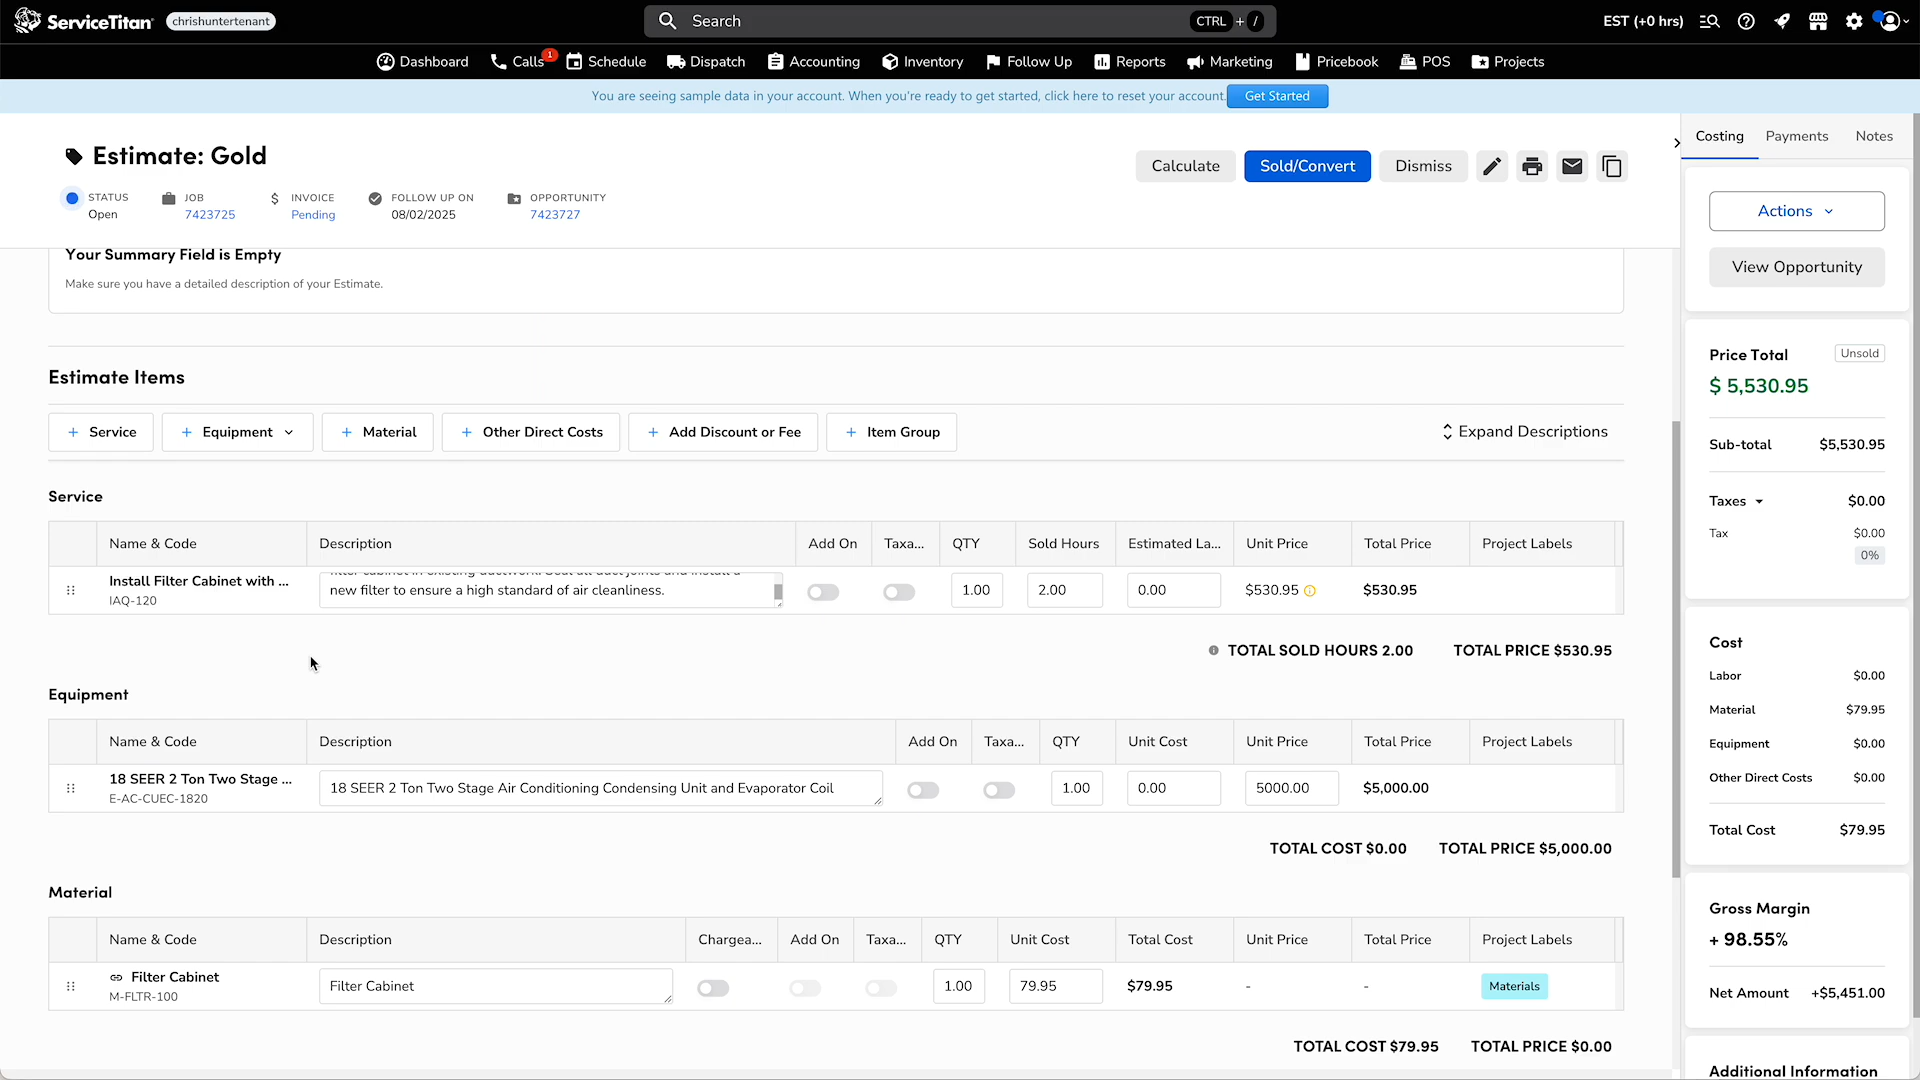 ServiceTitan chrishuntertenant Search CTRL + / EST (+0 hrs)
Dashboard Calls 1 Schedule Dispatch Accounting Inventory Follow Up Reports Marketing Pricebook POS Projects
You are seeing sample data in your account. When you're ready to get started, click here to reset your account. Get Started
Estimate: Gold
Calculate Sold/Convert Dismiss
STATUS JOB INVOICE FOLLOW UP ON OPPORTUNITY
Open 7423725 Pending 08/02/2025 7423727
Your Summary Field is Empty
Make sure you have a detailed description of your Estimate.
Estimate Items
+ Service + Equipment + Material + Other Direct Costs + Add Discount or Fee + Item Group Expand Descriptions
Service
Name & Code Description Add On Taxa... QTY Sold Hours Estimated La... Unit Price Total Price Project Labels
filter cabinet in existing ductwork. Seal all duct joints and install a
Install Filter Cabinet with ... new filter to ensure a high standard of air cleanliness. 1.00 2.00 0.00 $530.95 $530.95
IAQ-120
TOTAL SOLD HOURS 2.00 TOTAL PRICE $530.95
Equipment
Name & Code Description Add On Taxa... QTY Unit Cost Unit Price Total Price Project Labels
18 SEER 2 Ton Two Stage ... 18 SEER 2 Ton Two Stage Air Conditioning Condensing Unit and Evaporator Coil 1.00 0.00 5000.00 $5,000.00
E-AC-CUEC-1820
TOTAL COST $0.00 TOTAL PRICE $5,000.00
Material
Name & Code Description Chargea... Add On Taxa... QTY Unit Cost Total Cost Unit Price Total Price Project Labels
Filter Cabinet Filter Cabinet 1.00 79.95 $79.95 - - Materials
M-FLTR-100
TOTAL COST $79.95 TOTAL PRICE $0.00
Costing Payments Notes
Actions
View Opportunity
Price Total Unsold
$ 5,530.95
Sub-total $5,530.95
Taxes $0.00
Tax $0.00
0%
Cost
Labor $0.00
Material $79.95
Equipment $0.00
Other Direct Costs $0.00
Total Cost $79.95
Gross Margin
+ 98.55%
Net Amount +$5,451.00
Additional Information